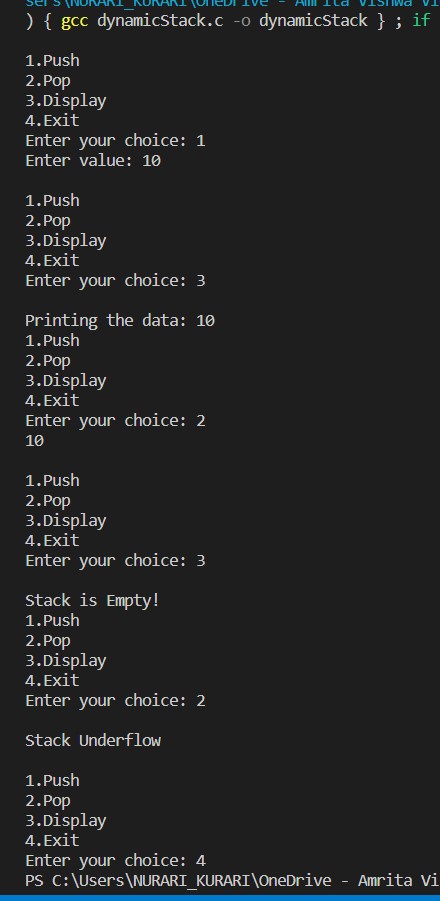 sers\NURARI_KURARI\OneDrive - Amrita Vishwa Vi
) { gcc dynamicStack.c -o dynamicStack } ; if
1.Push
2.Pop
3.Display
4.Exit
Enter your choice: 1
Enter value: 10
1.Push
2.Pop
3.Display
4.Exit
Enter your choice: 3
Printing the data: 10
1.Push
2.Pop
3.Display
4.Exit
Enter your choice: 2
10
1.Push
2.Pop
3.Display
4.Exit
Enter your choice: 3
Stack is Empty!
1.Push
2.Pop
3.Display
4.Exit
Enter your choice: 2
Stack Underflow
1.Push
2.Pop
3.Display
4.Exit
Enter your choice: 4
PS C:\Users\NURARI_KURARI\OneDrive - Amrita Vi